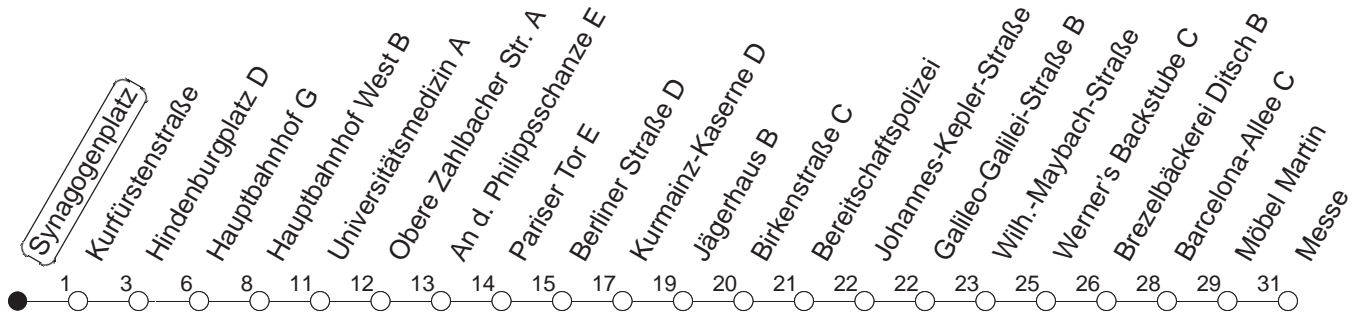 Synagogenplatz
Kurfürstenstraße
Hindenburgplatz D
Hauptbahnhof G
Hauptbahnhof West B
Universitätsmedizin A
Obere Zahlbacher Str. A
An d. Philippsschanze E
Pariser Tor E
Berliner Straße D
Kurmainz-Kaserne D
Jägerhaus B
Birkenstraße C
Bereitschaftspolizei
Johannes-Kepler-Straße
Galileo-Galilei-Straße B
Wilh.-Maybach-Straße
Werner's Backstube C
Brezelbäckerei Ditsch B
Barcelona-Allee C
Möbel Martin
Messe
1 3 6 8 11 12 13 14 15 17 19 20 21 22 22 23 25 26 28 29 31